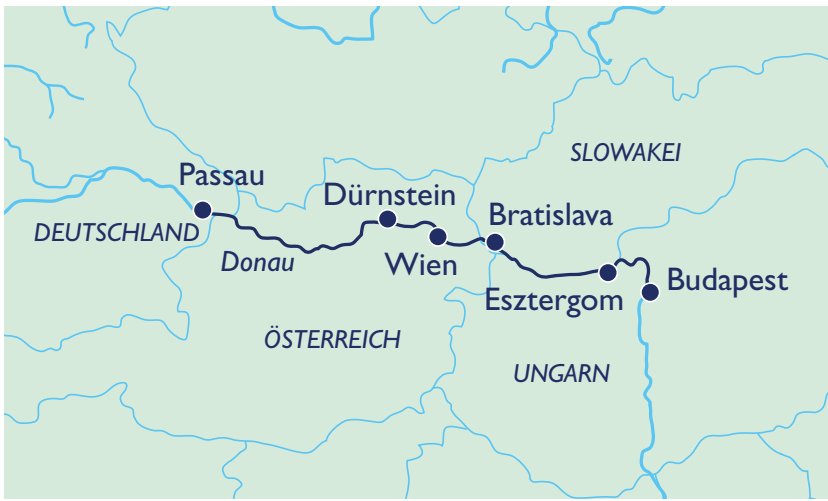 SLOWAKEI
Passau
Dürnstein
Bratislava
DEUTSCHLAND
Donau
Wien
Esztergom
Budapest
ÖSTERREICH
UNGARN